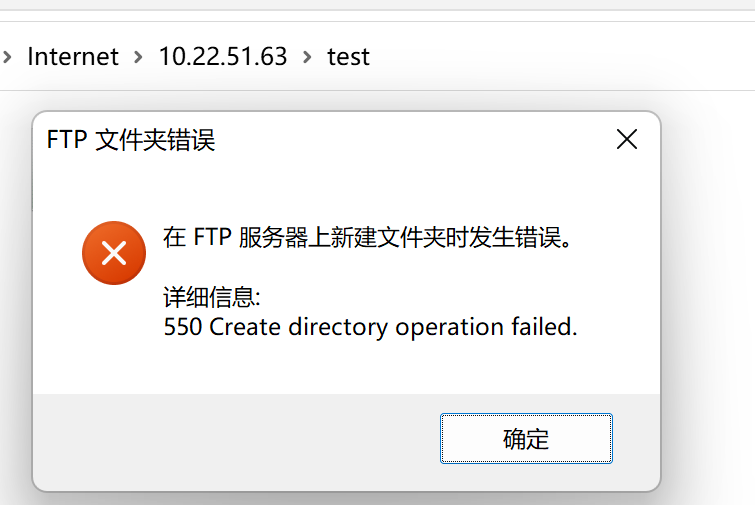 Internet › 10.22.51.63 › test
FTP 文件夹错误
在 FTP 服务器上新建文件夹时发生错误。
详细信息:
550 Create directory operation failed.
确定